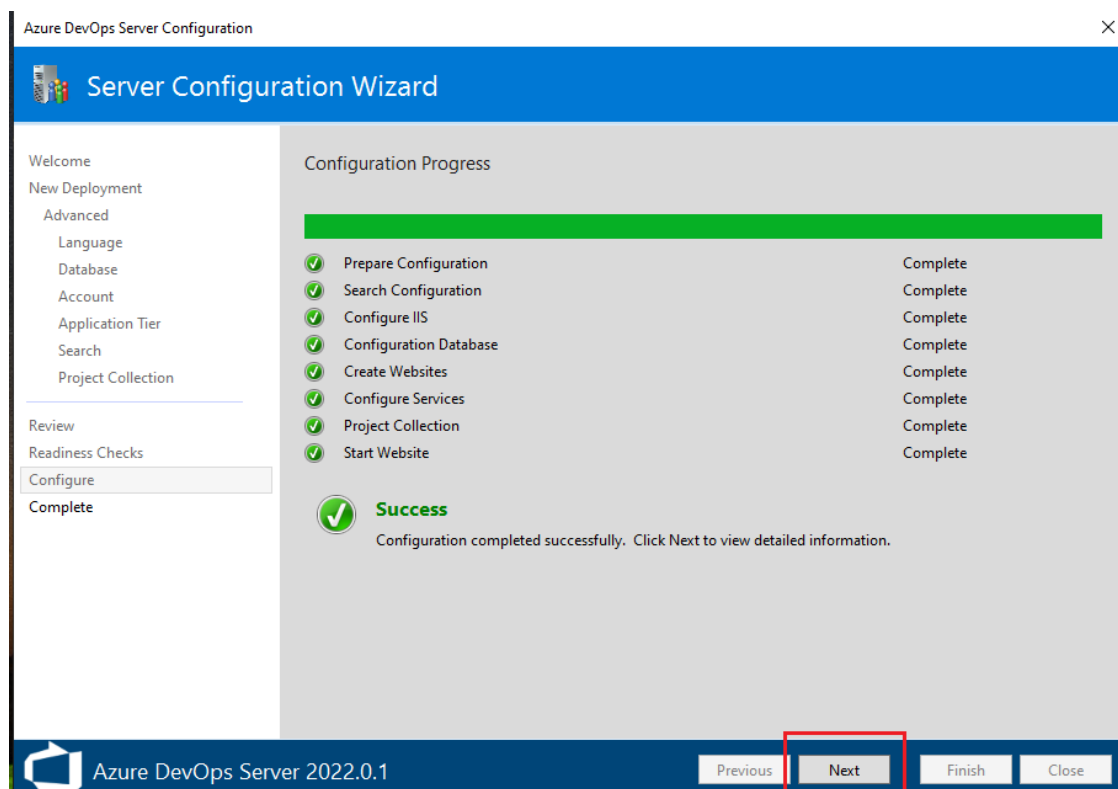 Azure DevOps Server Configuration
Server Configuration Wizard
Welcome
New Deployment
Advanced
Language
Database
Account
Application Tier
Search
Project Collection
Review
Readiness Checks
Configure
Complete
Configuration Progress
Prepare Configuration Complete
Search Configuration Complete
Configure IIS Complete
Configuration Database Complete
Create Websites Complete
Configure Services Complete
Project Collection Complete
Start Website Complete
Success
Configuration completed successfully. Click Next to view detailed information.
Azure DevOps Server 2022.0.1
Previous Next Finish Close